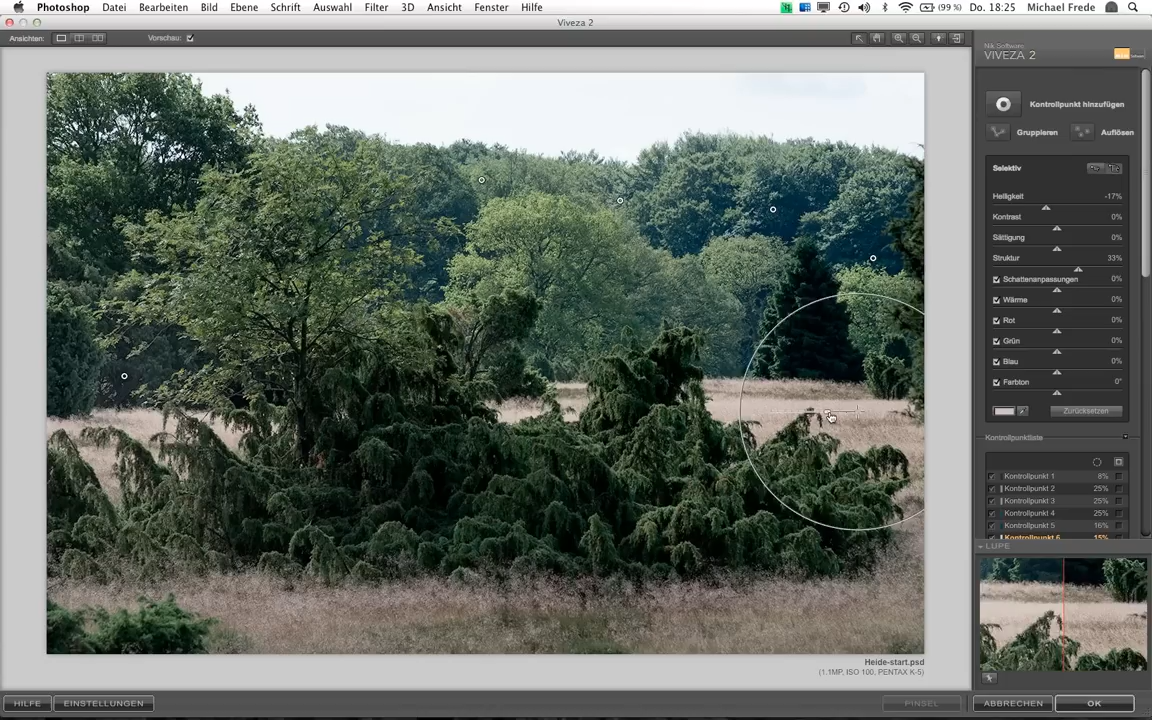 Photoshop Datei Bearbeiten Bild Ebene Schrift Auswahl Filter 3D Ansicht Fenster Hilfe (99 %) Do. 18:25 Michael Frede
Viveza 2
Ansichten: Vorschau:
Nik Software
VIVEZA 2
Kontrollpunkt hinzufügen
Gruppieren Auflösen
Selektiv
Helligkeit -17%
Kontrast 0%
Sättigung 0%
Struktur 33%
Schattenanpassungen 0%
Wärme 0%
Rot 0%
Grün 0%
Blau 0%
Farbton 0°
Zurücksetzen
Kontrollpunktliste
Kontrollpunkt 1 8%
Kontrollpunkt 2 25%
Kontrollpunkt 3 25%
Kontrollpunkt 4 25%
Kontrollpunkt 5 16%
Kontrollpunkt 6 15%
LUPE
Heide-start.psd
(1.1MP, ISO 100, PENTAX K-5)
HILFE EINSTELLUNGEN PINSEL ABBRECHEN OK